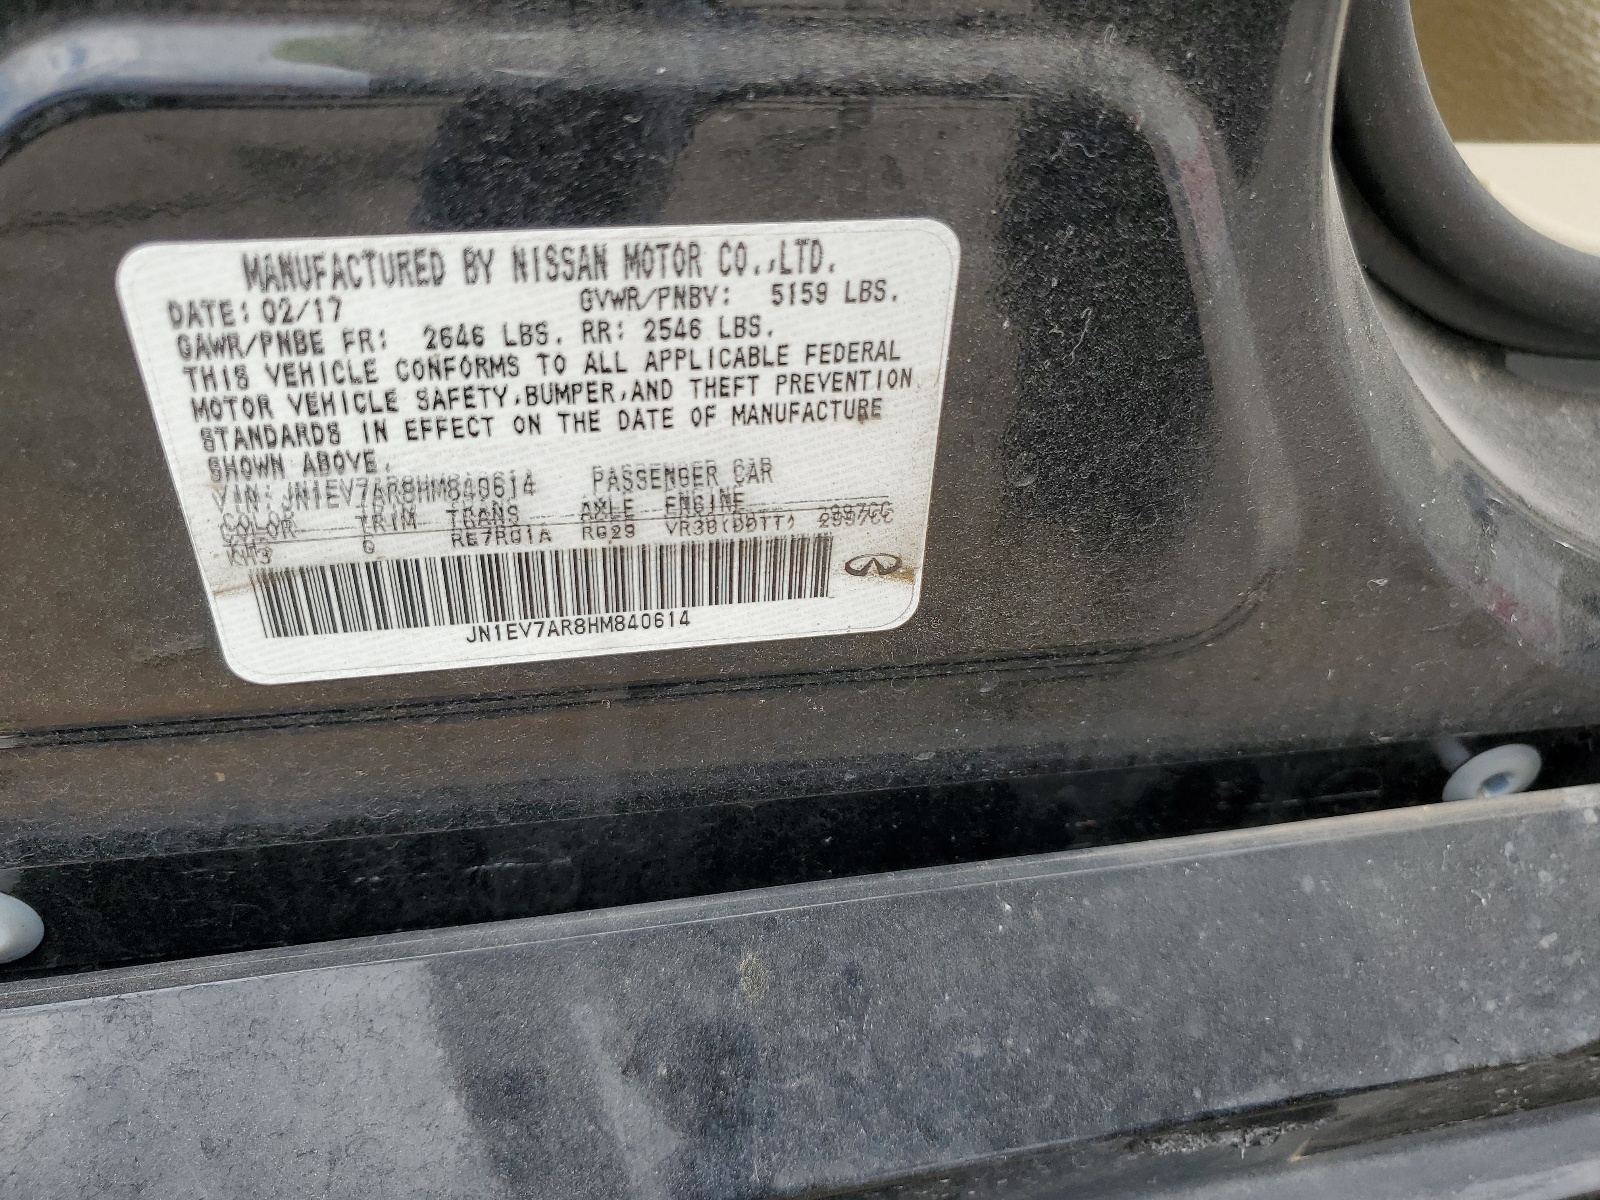 MANUFACTURED BY NISSAN MOTOR CO.,LTD.
DATE: 02/17 GVWR/PNBV: 5159 LBS.
GAWR/PNBE FR: 2646 LBS. RR: 2546 LBS.
THIS VEHICLE CONFORMS TO ALL APPLICABLE FEDERAL
MOTOR VEHICLE SAFETY,BUMPER,AND THEFT PREVENTION
STANDARDS IN EFFECT ON THE DATE OF MANUFACTURE
SHOWN ABOVE.
VIN: JN1EV7AR8HM840614 PASSENGER CAR
COLOR TRIM TRANS AXLE ENGINE
KH3 G RE7R01A RG29 VR30(DDTT) 2997CC
JN1EV7AR8HM840614